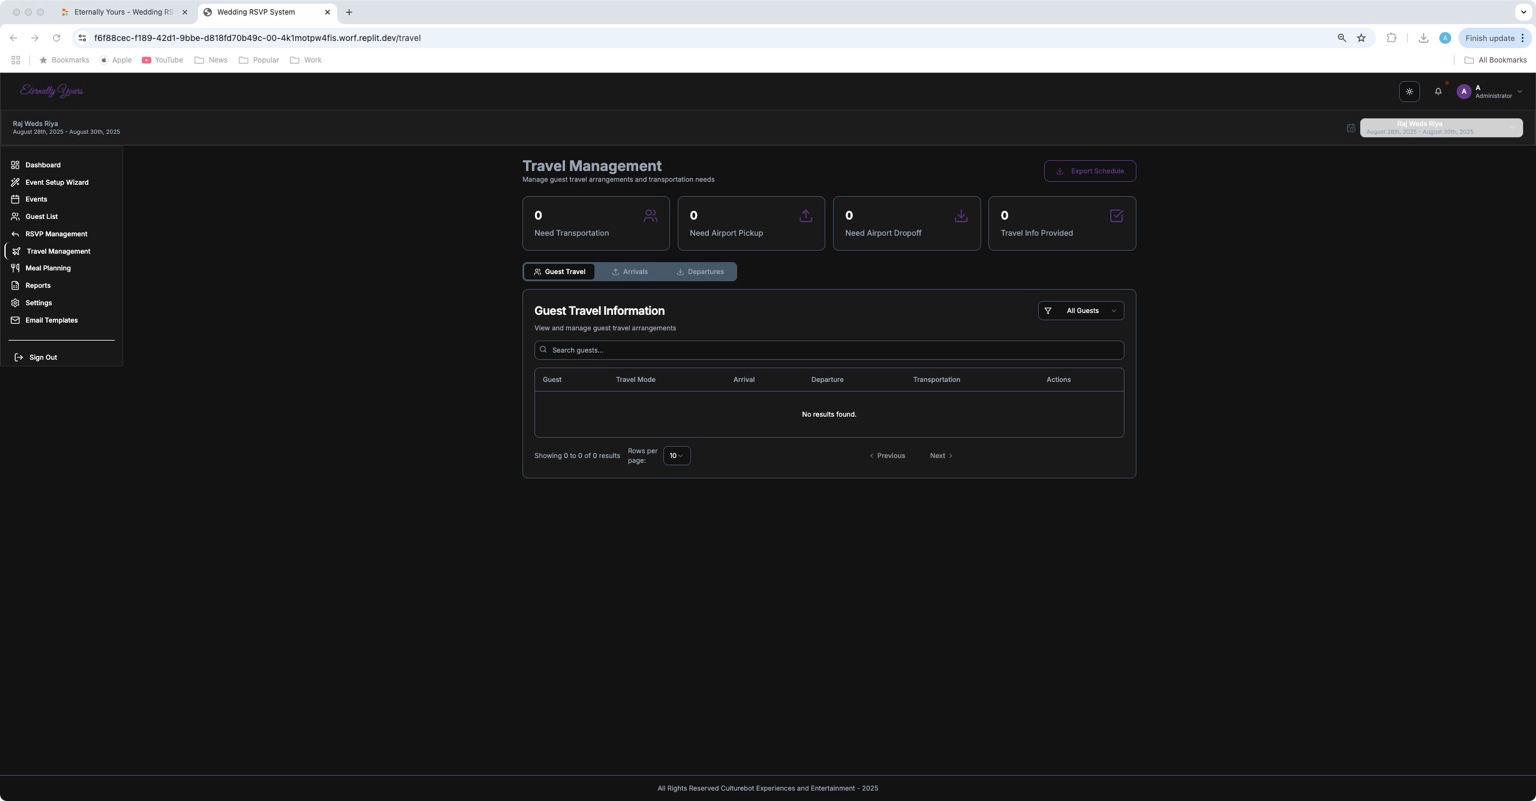 Eternally Yours - Wedding RS
Wedding RSVP System
f6f88cec-f189-42d1-9bbe-d818fd70b49c-00-4k1motpw4fis.worf.replit.dev/travel
A
Finish update
Bookmarks
Apple
YouTube
News
Popular
Work
All Bookmarks
Eternally Yours
A
A
Administrator
Raj Weds Riya
August 28th, 2025 - August 30th, 2025
Raj Weds Riya
August 28th, 2025 - August 30th, 2025
Dashboard
Event Setup Wizard
Events
Guest List
RSVP Management
Travel Management
Meal Planning
Reports
Settings
Email Templates
Sign Out
Travel Management
Manage guest travel arrangements and transportation needs
Export Schedule
0
Need Transportation
0
Need Airport Pickup
0
Need Airport Dropoff
0
Travel Info Provided
Guest Travel
Arrivals
Departures
Guest Travel Information
All Guests
View and manage guest travel arrangements
Search guests...
Guest Travel Mode Arrival Departure Transportation Actions
No results found.
Showing 0 to 0 of 0 results
Rows per
page:
10
Previous
Next
All Rights Reserved Culturebot Experiences and Entertainment - 2025